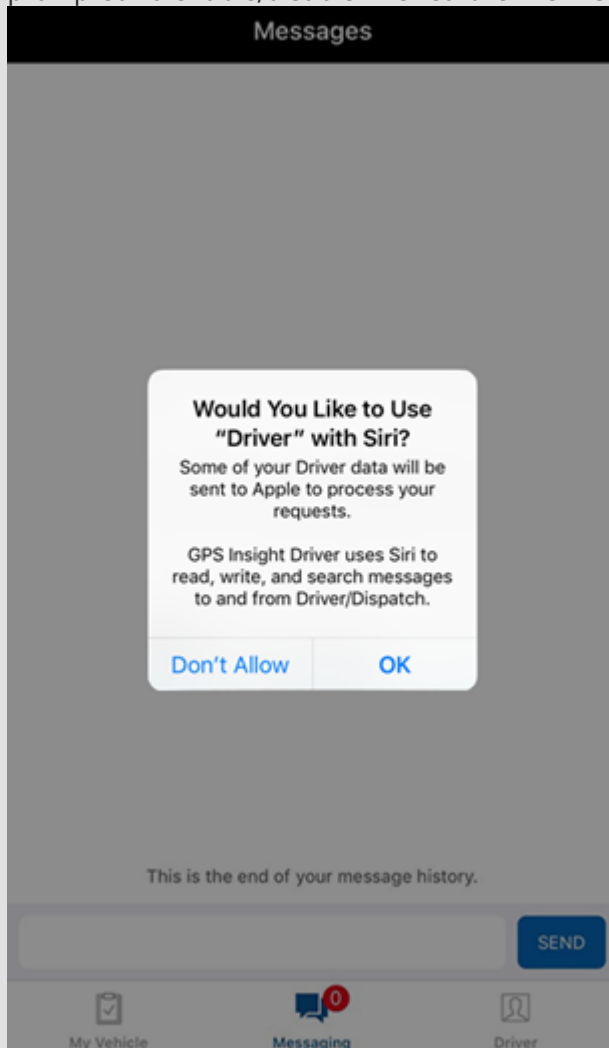 Messages
Would You Like to Use
“Driver” with Siri?
Some of your Driver data will be
sent to Apple to process your
requests.
GPS Insight Driver uses Siri to
read, write, and search messages
to and from Driver/Dispatch.
Don’t Allow
OK
This is the end of your message history.
SEND
0
My Vehicle
Messaging
Driver